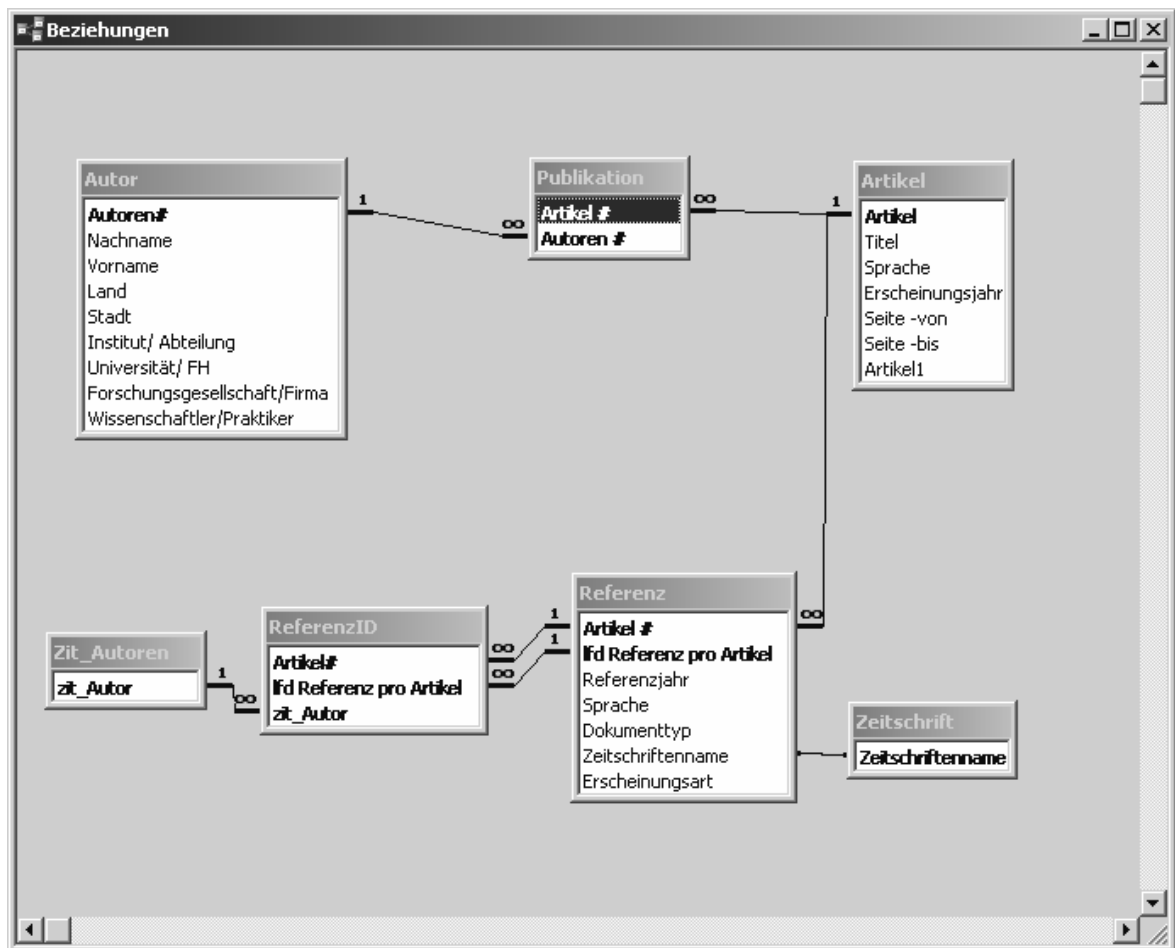 Beziehungen
Autor
Autoren#
Nachname
Vorname
Land
Stadt
Institut/ Abteilung
Universität/ FH
Forschungsgesellschaft/Firma
Wissenschaftler/Praktiker
1
∞
Publikation
Artikel #
Autoren #
∞
1
Artikel
Artikel
Titel
Sprache
Erscheinungsjahr
Seite -von
Seite -bis
Artikel1
Zit_Autoren
zit_Autor
1
∞
ReferenzID
Artikel#
lfd Referenz pro Artikel
zit_Autor
∞
∞
1
1
Referenz
Artikel #
lfd Referenz pro Artikel
Referenzjahr
Sprache
Dokumenttyp
Zeitschriftenname
Erscheinungsart
∞
Zeitschrift
Zeitschriftenname